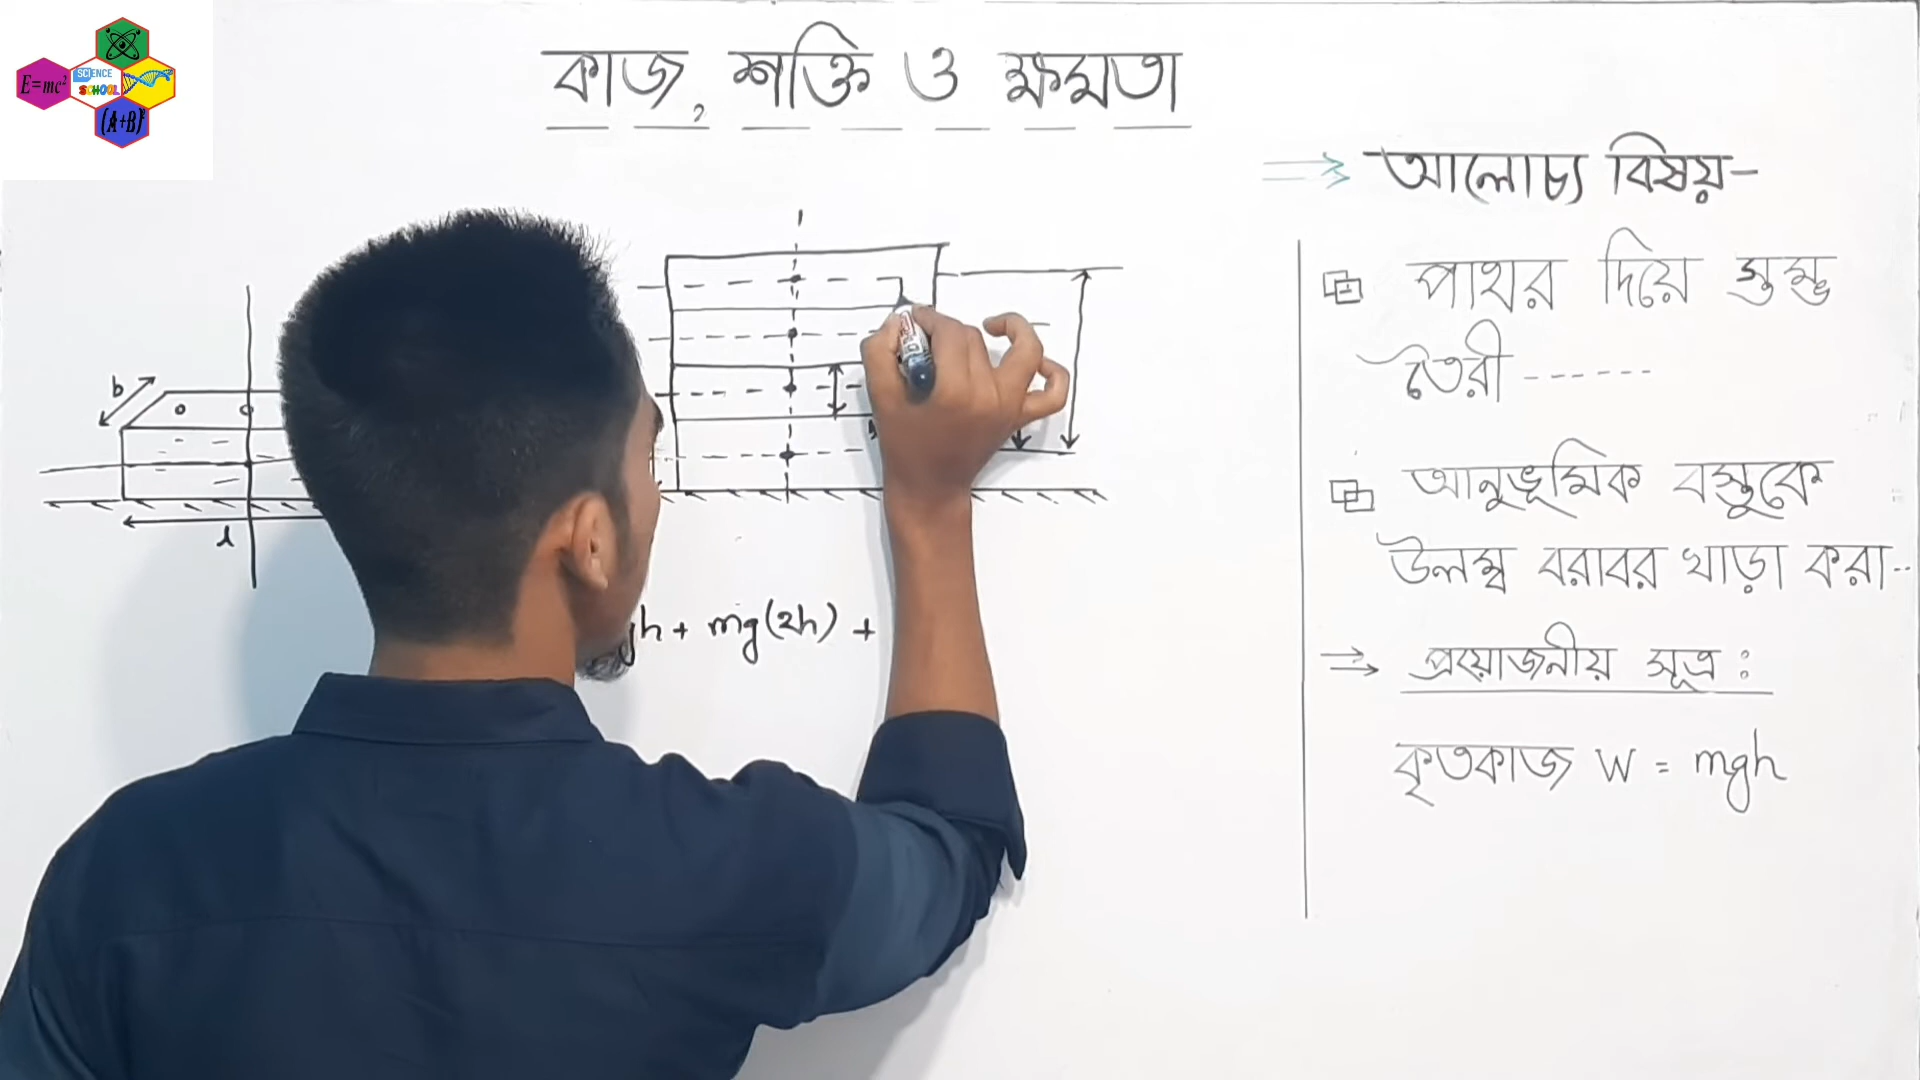 E=mc²
SCIENCE
SCHOOL
(A+B)²
কাজ, শক্তি ও ক্ষমতা
⇒ আলোচ্য বিষয়-
পাথর দিয়ে স্তম্ভ
তৈরী ------
আনুভূমিক বস্তুকে
উলম্ব বরাবর খাড়া করা--
→ প্রয়োজনীয় সূত্র :
কৃতকাজ W = mgh
b
l
gh + mg(2h) +